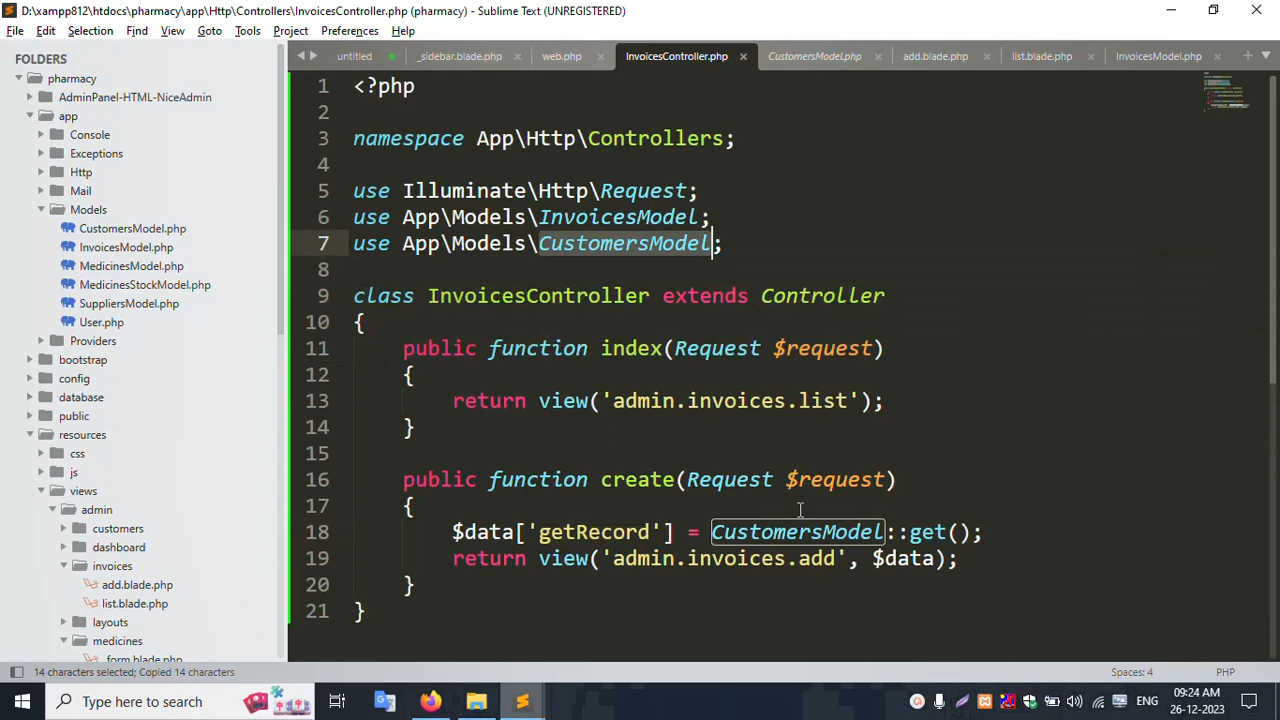 D:\xampp812\htdocs\pharmacy\app\Http\Controllers\InvoicesController.php (pharmacy) - Sublime Text (UNREGISTERED)
File Edit Selection Find View Goto Tools Project Preferences Help
FOLDERS
pharmacy
AdminPanel-HTML-NiceAdmin
app
Console
Exceptions
Http
Mail
Models
CustomersModel.php
InvoicesModel.php
MedicinesModel.php
MedicinesStockModel.php
SuppliersModel.php
User.php
Providers
bootstrap
config
database
public
resources
css
js
views
admin
customers
dashboard
invoices
add.blade.php
list.blade.php
layouts
medicines
form.blade.php
untitled _sidebar.blade.php web.php InvoicesController.php CustomersModel.php add.blade.php list.blade.php InvoicesModel.php
1 <?php
2
3 namespace App\Http\Controllers;
4
5 use Illuminate\Http\Request;
6 use App\Models\InvoicesModel;
7 use App\Models\CustomersModel;
8
9 class InvoicesController extends Controller
10 {
11 public function index(Request $request)
12 {
13 return view('admin.invoices.list');
14 }
15
16 public function create(Request $request)
17 {
18 $data['getRecord'] = CustomersModel::get();
19 return view('admin.invoices.add', $data);
20 }
21 }
14 characters selected; Copied 14 characters Spaces: 4 PHP
Type here to search ENG 09:24 AM
26-12-2023